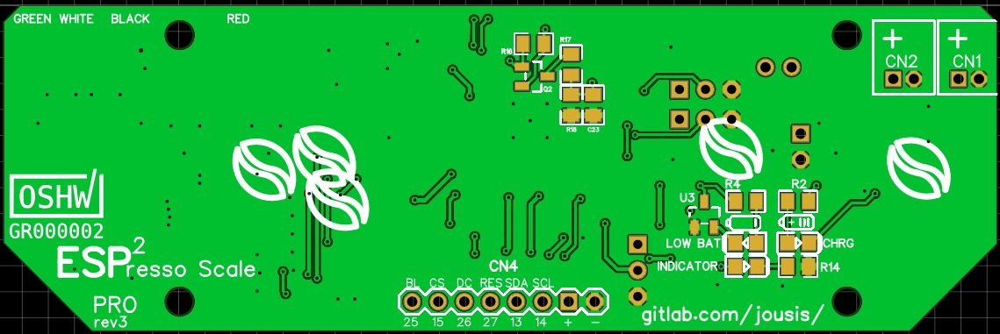 GREEN WHITE BLACK RED
R16
R17
Q2
R18 C23
CN2 CN1
OSHW
GR000002
ESP²resso Scale
PRO
rev3
R4 R2
U3
LOW BAT CHRG
INDICATOR R14
CN4
BL CS DC RES SDA SCL
25 15 26 27 13 14 + -
gitlab.com/jousis/